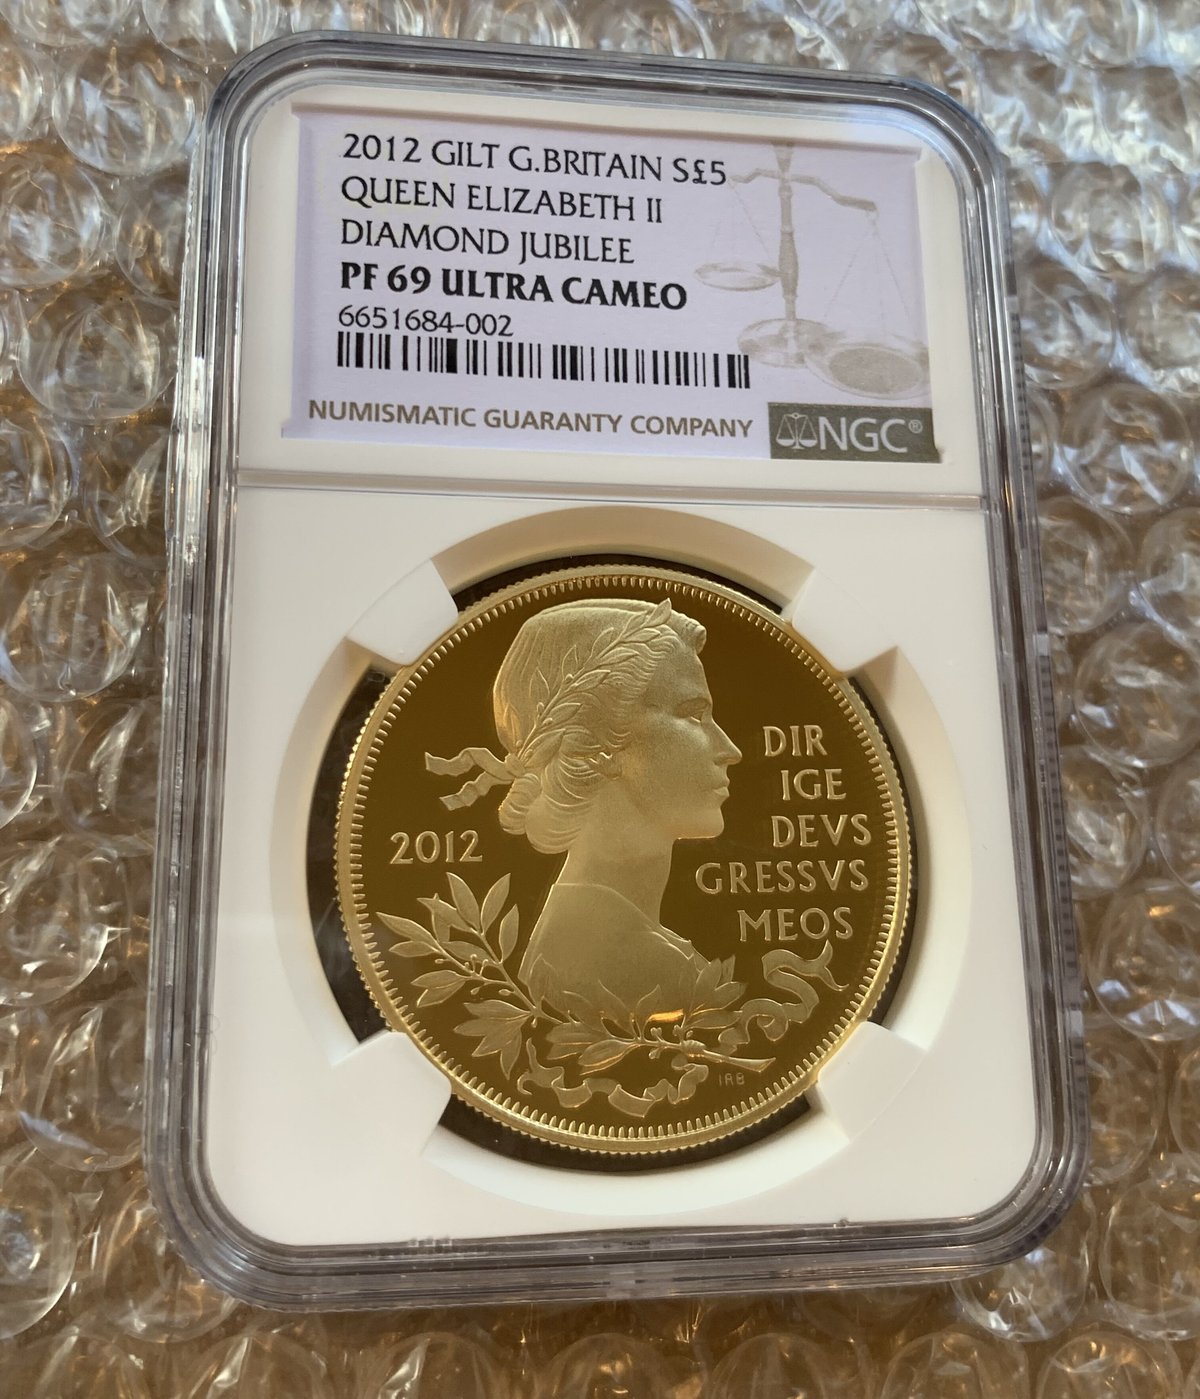 2012 GILT G.BRITAIN S£5
QUEEN ELIZABETH II
DIAMOND JUBILEE
PF 69 ULTRA CAMEO
6651684-002
NUMISMATIC GUARANTY COMPANY
NGC®
2012
DIR
IGE
DEVS
GRESSVS
MEOS
IRB